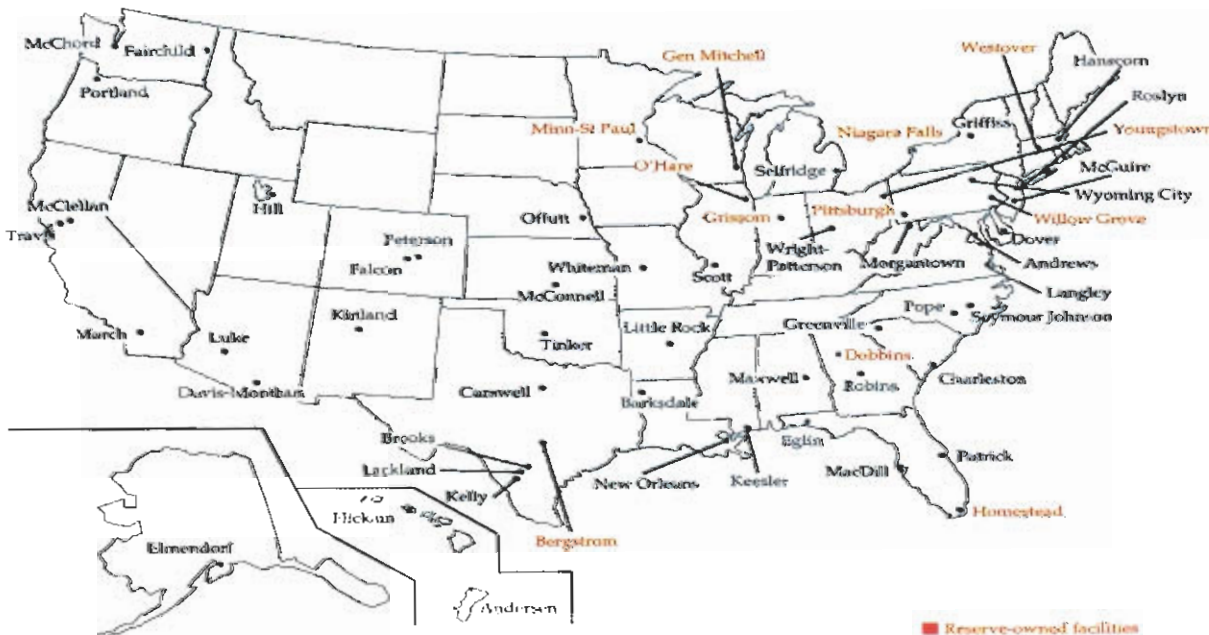 McChord
Fairchild
Portland
Gen Mitchell
Westover
Hanscom
Roslyn
Minn-St Paul
Niagara Falls
Griffiss
Youngstown
O'Hare
Selfridge
McGuire
Wyoming City
McClellan
Travis
Hill
Offutt
Grissom
Pittsburgh
Willow Grove
Peterson
Falcon
Whiteman
Scott
Wright-
Patterson
Morgantown
Dover
Andrews
McConnell
Langley
March
Luke
Kirtland
Tinker
Little Rock
Greenville
Pope
Seymour Johnson
Davis-Monthan
Carswell
Barksdale
Maxwell
Dobbins
Robins
Charleston
Brooks
Lackland
Kelly
New Orleans
Keesler
Eglin
MacDill
Patrick
Hickam
Bergstrom
Homestead
Elmendorf
Andersen
Reserve-owned facilities